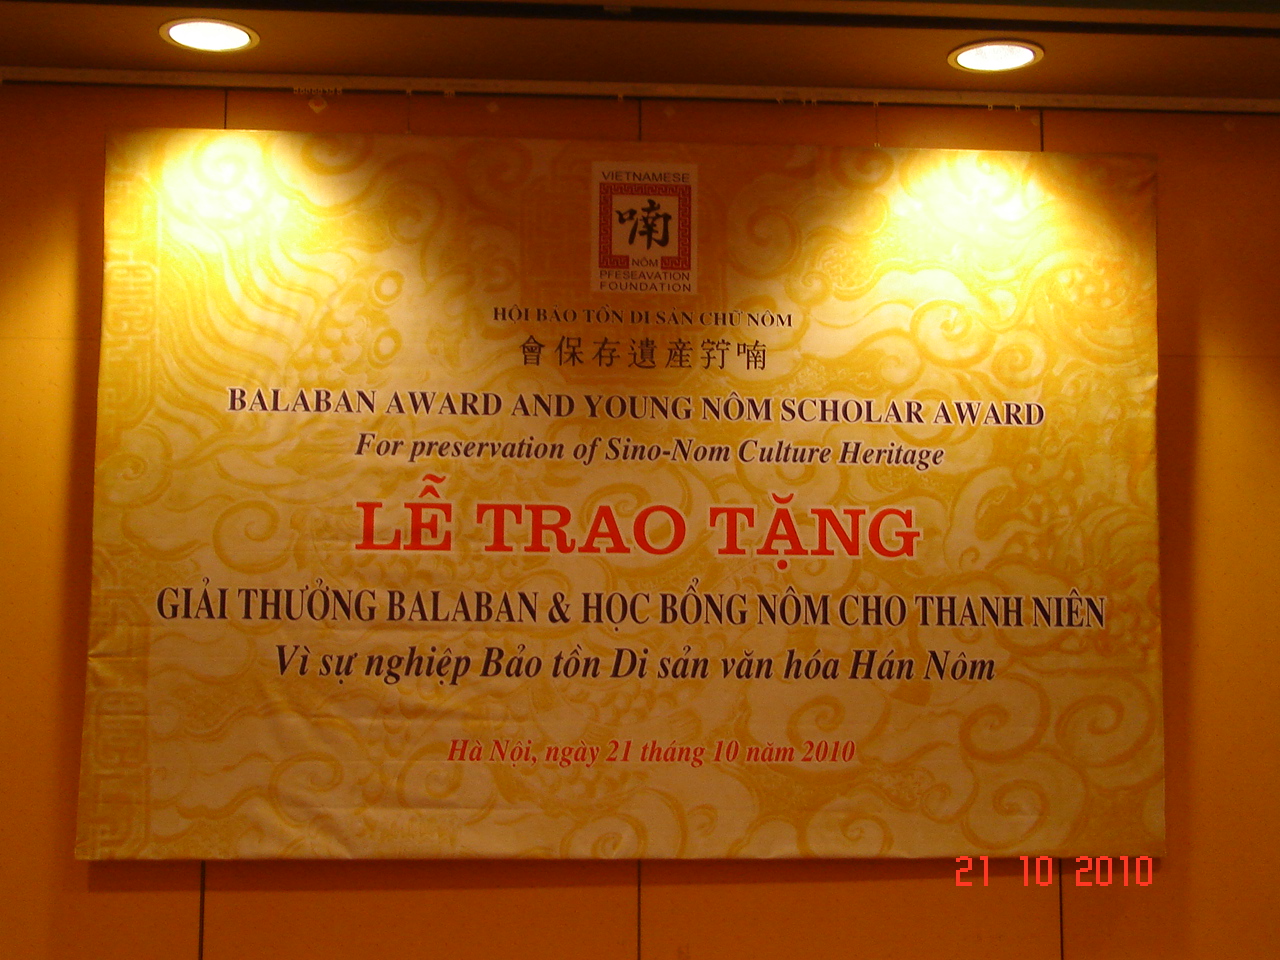 VIETNAMESE
喃
NÔM
PFESEAVATION
FOUNDATION
HỘI BẢO TỒN DI SẢN CHỮ NÔM
會保存遺産𡨸喃
BALABAN AWARD AND YOUNG NÔM SCHOLAR AWARD
For preservation of Sino-Nom Culture Heritage
LỄ TRAO TẶNG
GIẢI THƯỞNG BALABAN & HỌC BỔNG NÔM CHO THANH NIÊN
Vì sự nghiệp Bảo tồn Di sản văn hóa Hán Nôm
Hà Nội, ngày 21 tháng 10 năm 2010
21 10 2010